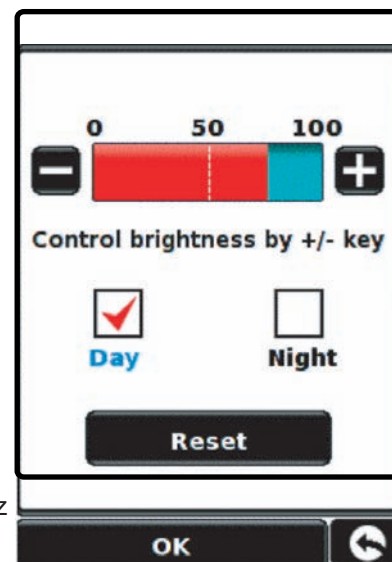 0 50 100
− +
Control brightness by +/- key
Day Night
Reset
z
OK